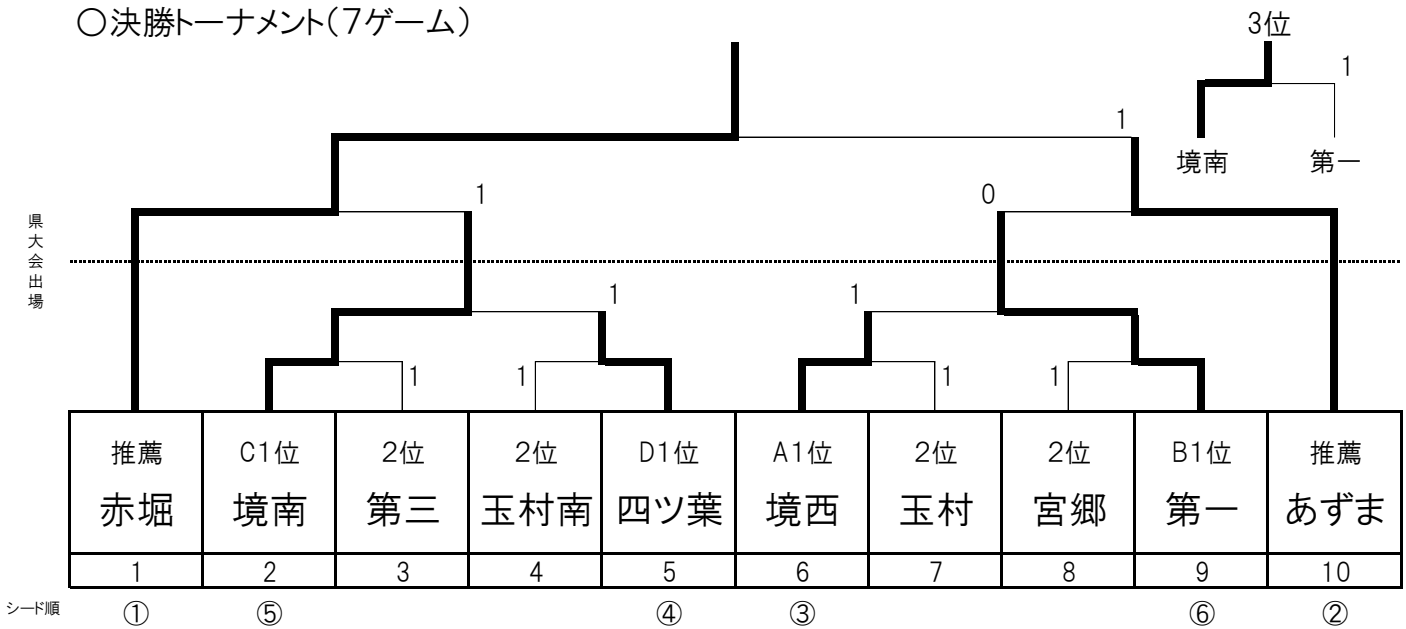 ○決勝トーナメント(7ゲーム)
3位
1
1
境南 第一
1 0
県大会出場
1 1
1 1 1 1
推薦 C1位 2位 2位 D1位 A1位 2位 2位 B1位 推薦
赤堀 境南 第三 玉村南 四ツ葉 境西 玉村 宮郷 第一 あずま
1 2 3 4 5 6 7 8 9 10
シード順 ① ⑤ ④ ③ ⑥ ②